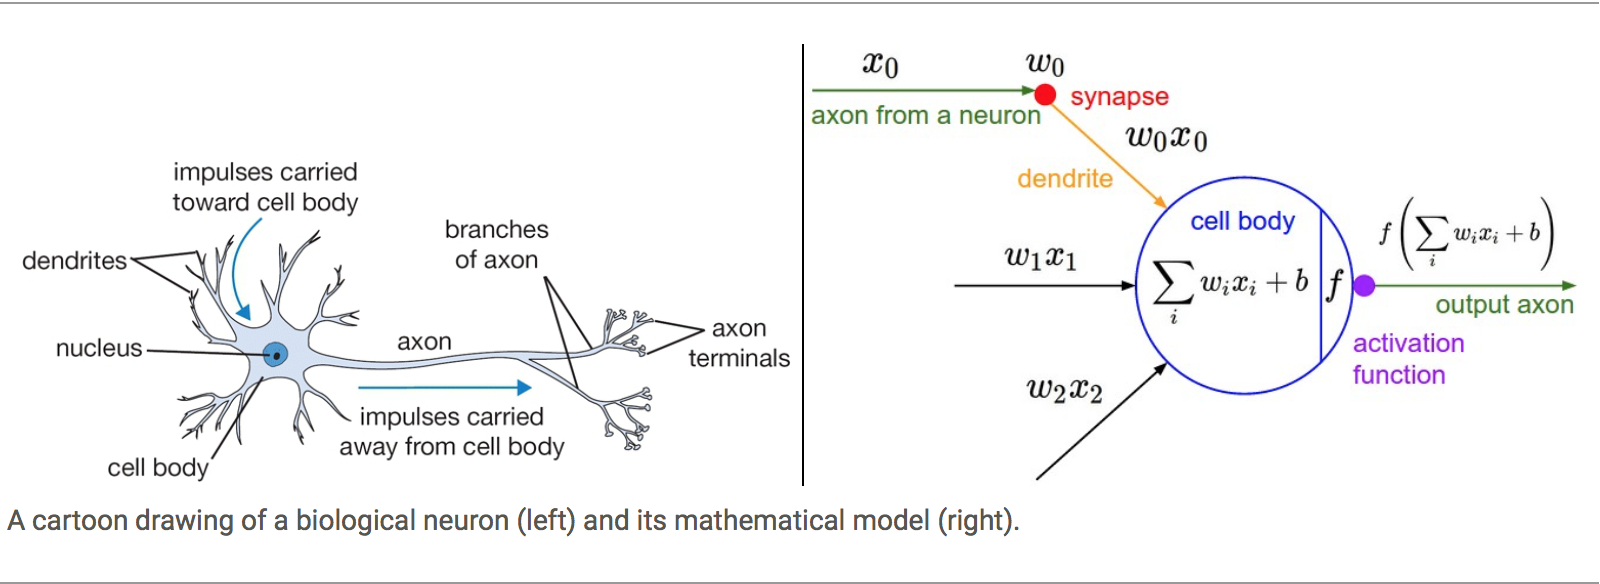 impulses carried
toward cell body
dendrites
branches
of axon
nucleus
axon
axon
terminals
impulses carried
away from cell body
cell body
x₀
w₀
synapse
axon from a neuron
w₀x₀
dendrite
cell body
f(∑ᵢ wᵢxᵢ + b)
w₁x₁
∑ᵢ wᵢxᵢ + b
f
output axon
activation
function
w₂x₂
A cartoon drawing of a biological neuron (left) and its mathematical model (right).